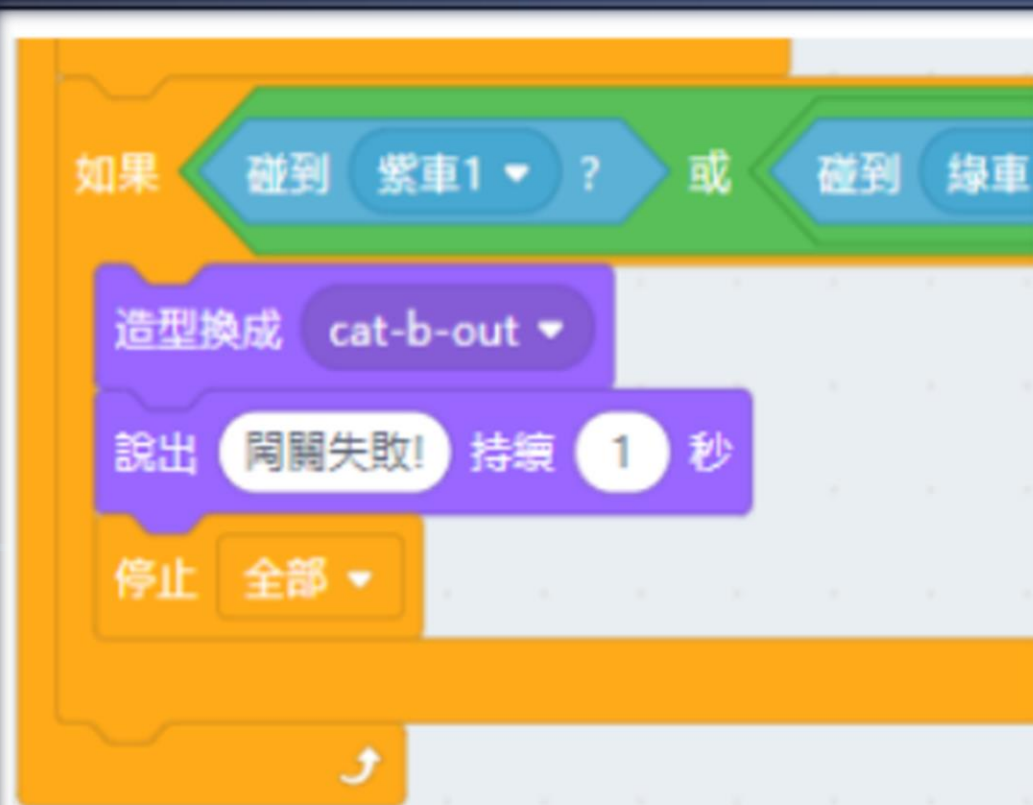 如果 碰到 紫車1 ? 或 碰到 綠車
造型換成 cat-b-out
說出 闖關失敗! 持續 1 秒
停止 全部